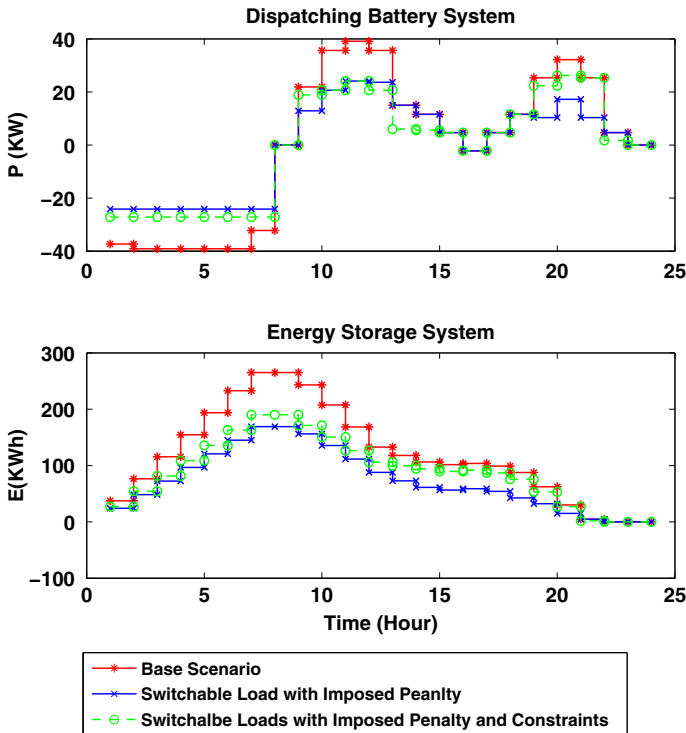 Dispatching Battery System
P (KW)
40
20
0
−20
−40
0 5 10 15 20 25
Energy Storage System
E(KWh)
300
200
100
0
−100
0 5 10 15 20 25
Time (Hour)
Base Scenario
Switchable Load with Imposed Peanlty
Switchalbe Loads with Imposed Penalty and Constraints